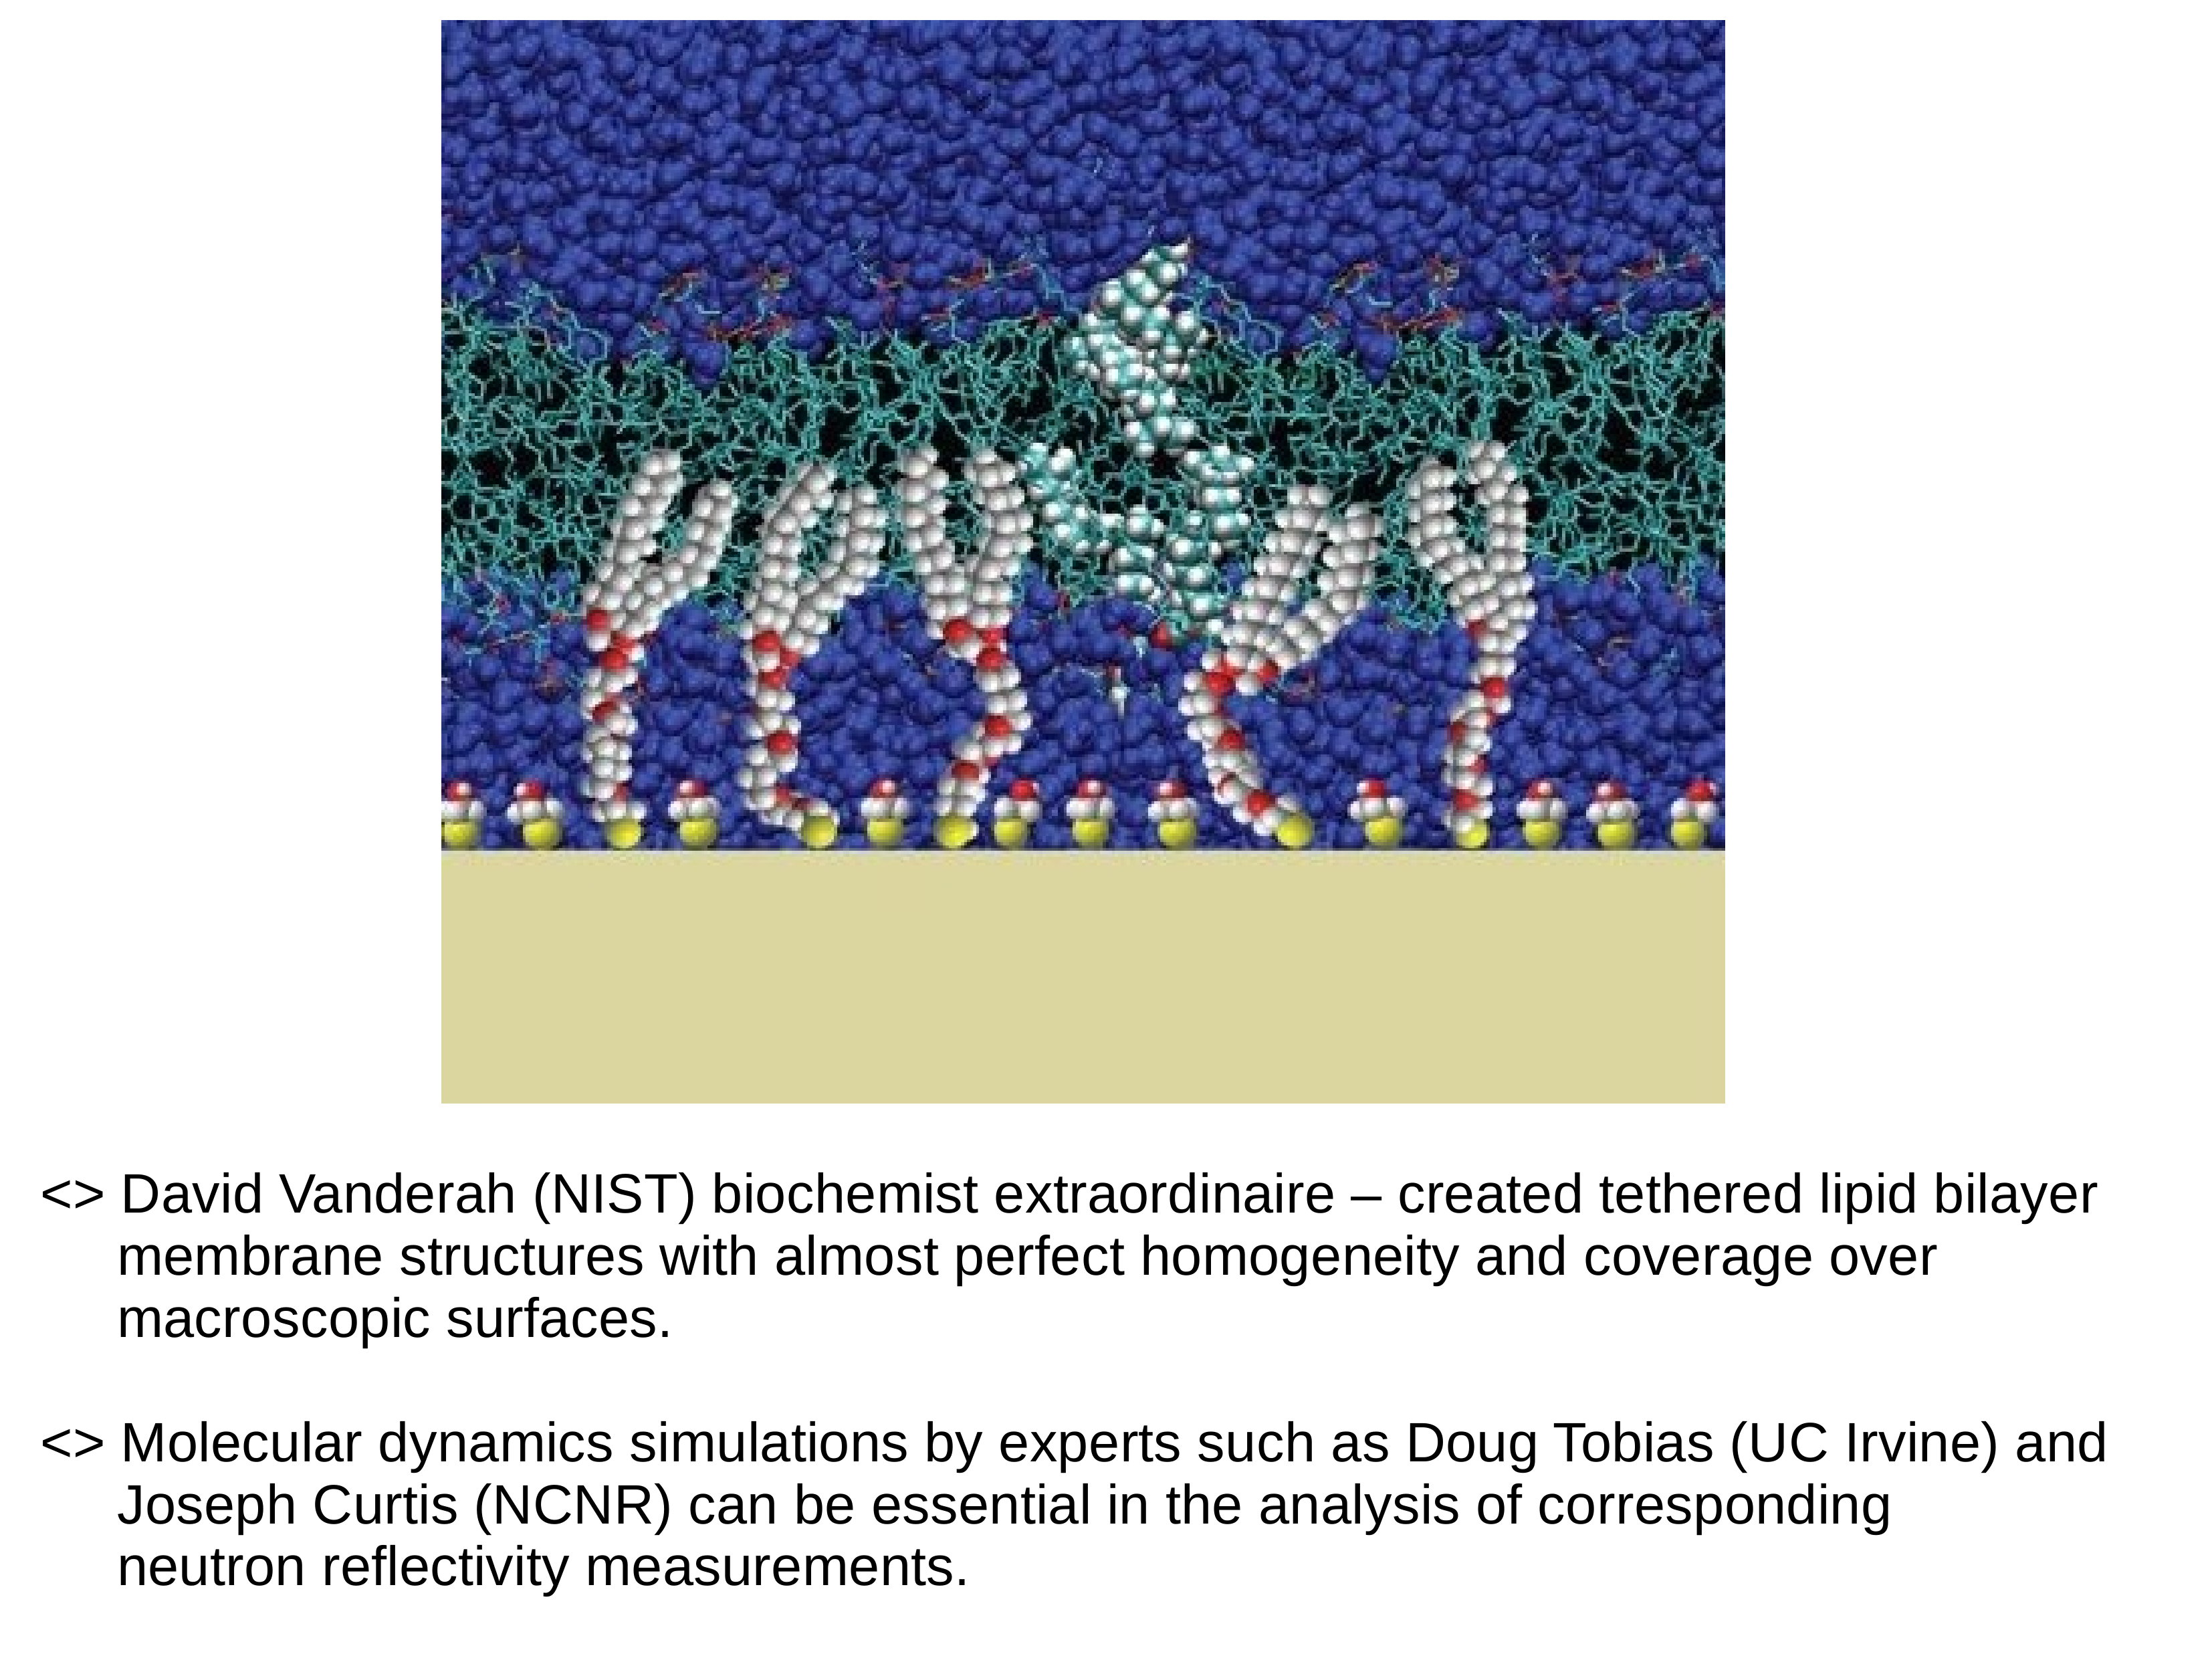 <> David Vanderah (NIST) biochemist extraordinaire – created tethered lipid bilayer
membrane structures with almost perfect homogeneity and coverage over
macroscopic surfaces.
<> Molecular dynamics simulations by experts such as Doug Tobias (UC Irvine) and
Joseph Curtis (NCNR) can be essential in the analysis of corresponding
neutron reflectivity measurements.